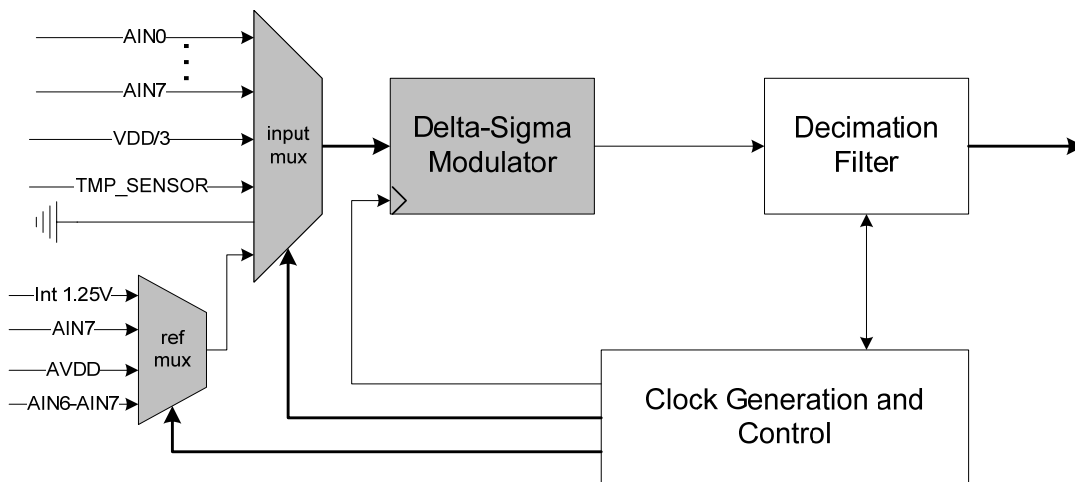 AIN0
AIN7
VDD/3
TMP_SENSOR
input
mux
Delta-Sigma
Modulator
Decimation
Filter
Int 1.25V
AIN7
AVDD
AIN6-AIN7
ref
mux
Clock Generation and
Control